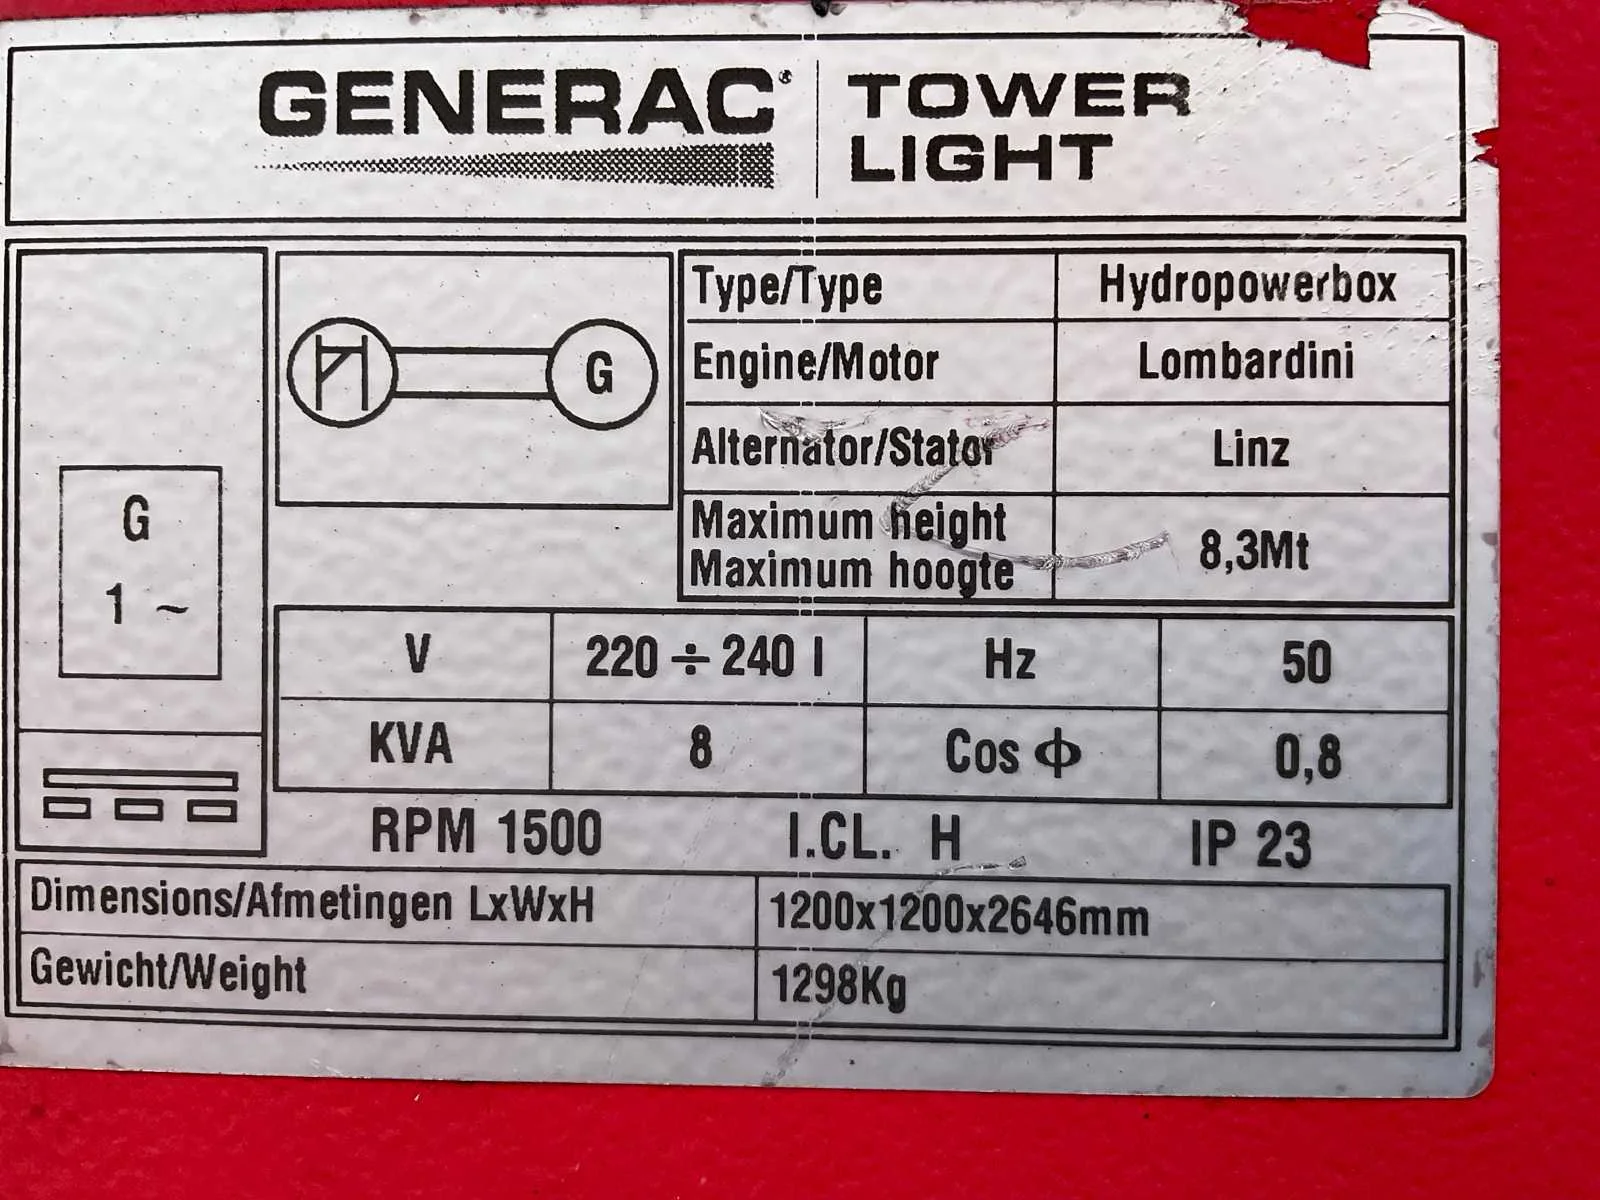 GENERAC
TOWER
LIGHT
G
1 ~
G
Type/Type Hydropowerbox
Engine/Motor Lombardini
Alternator/Stator Linz
Maximum height
Maximum hoogte 8,3Mt
V 220 ÷ 240 I Hz 50
KVA 8 Cos ϕ 0,8
RPM 1500 I.CL. H IP 23
Dimensions/Afmetingen LxWxH 1200x1200x2646mm
Gewicht/Weight 1298Kg